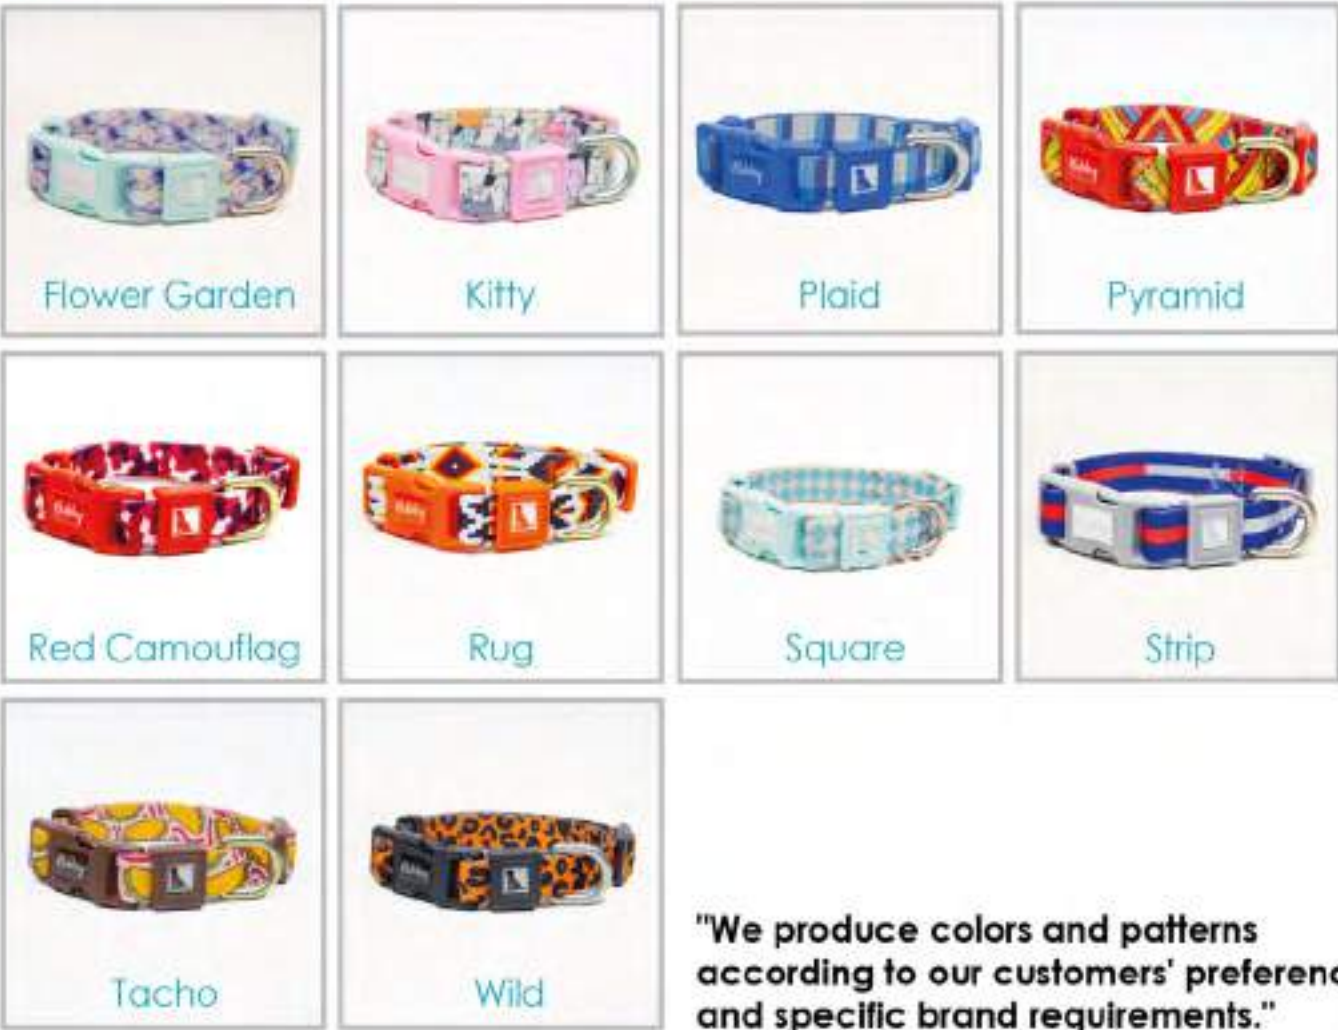 Flower Garden
Kitty
Plaid
Pyramid
Red Camouflag
Rug
Square
Strip
Tacho
Wild
"We produce colors and patterns
according to our customers' preferenc
and specific brand requirements."